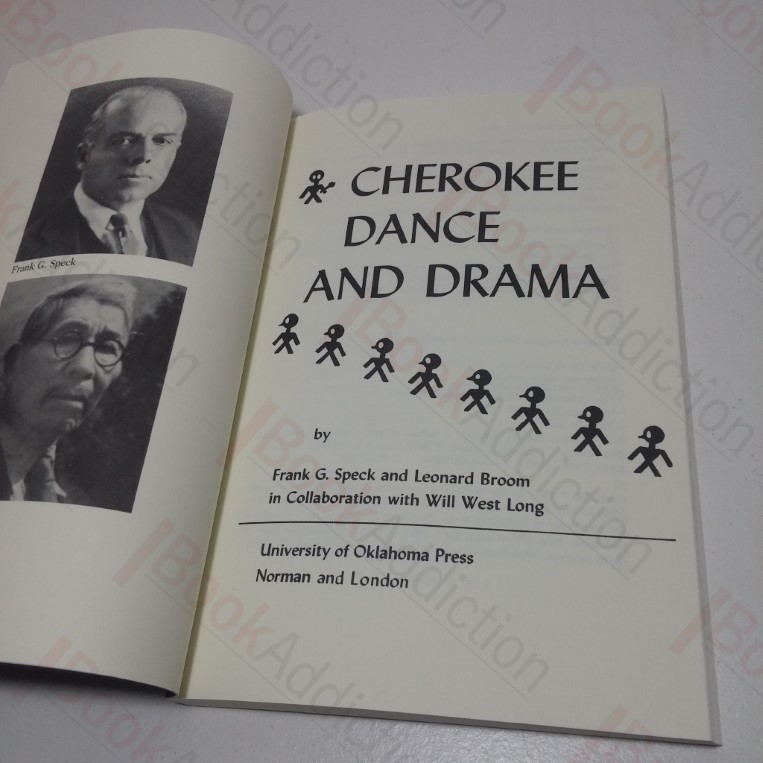 Frank G. Speck
CHEROKEE
DANCE
AND DRAMA
by
Frank G. Speck and Leonard Broom
in Collaboration with Will West Long
University of Oklahoma Press
Norman and London
BookAddiction